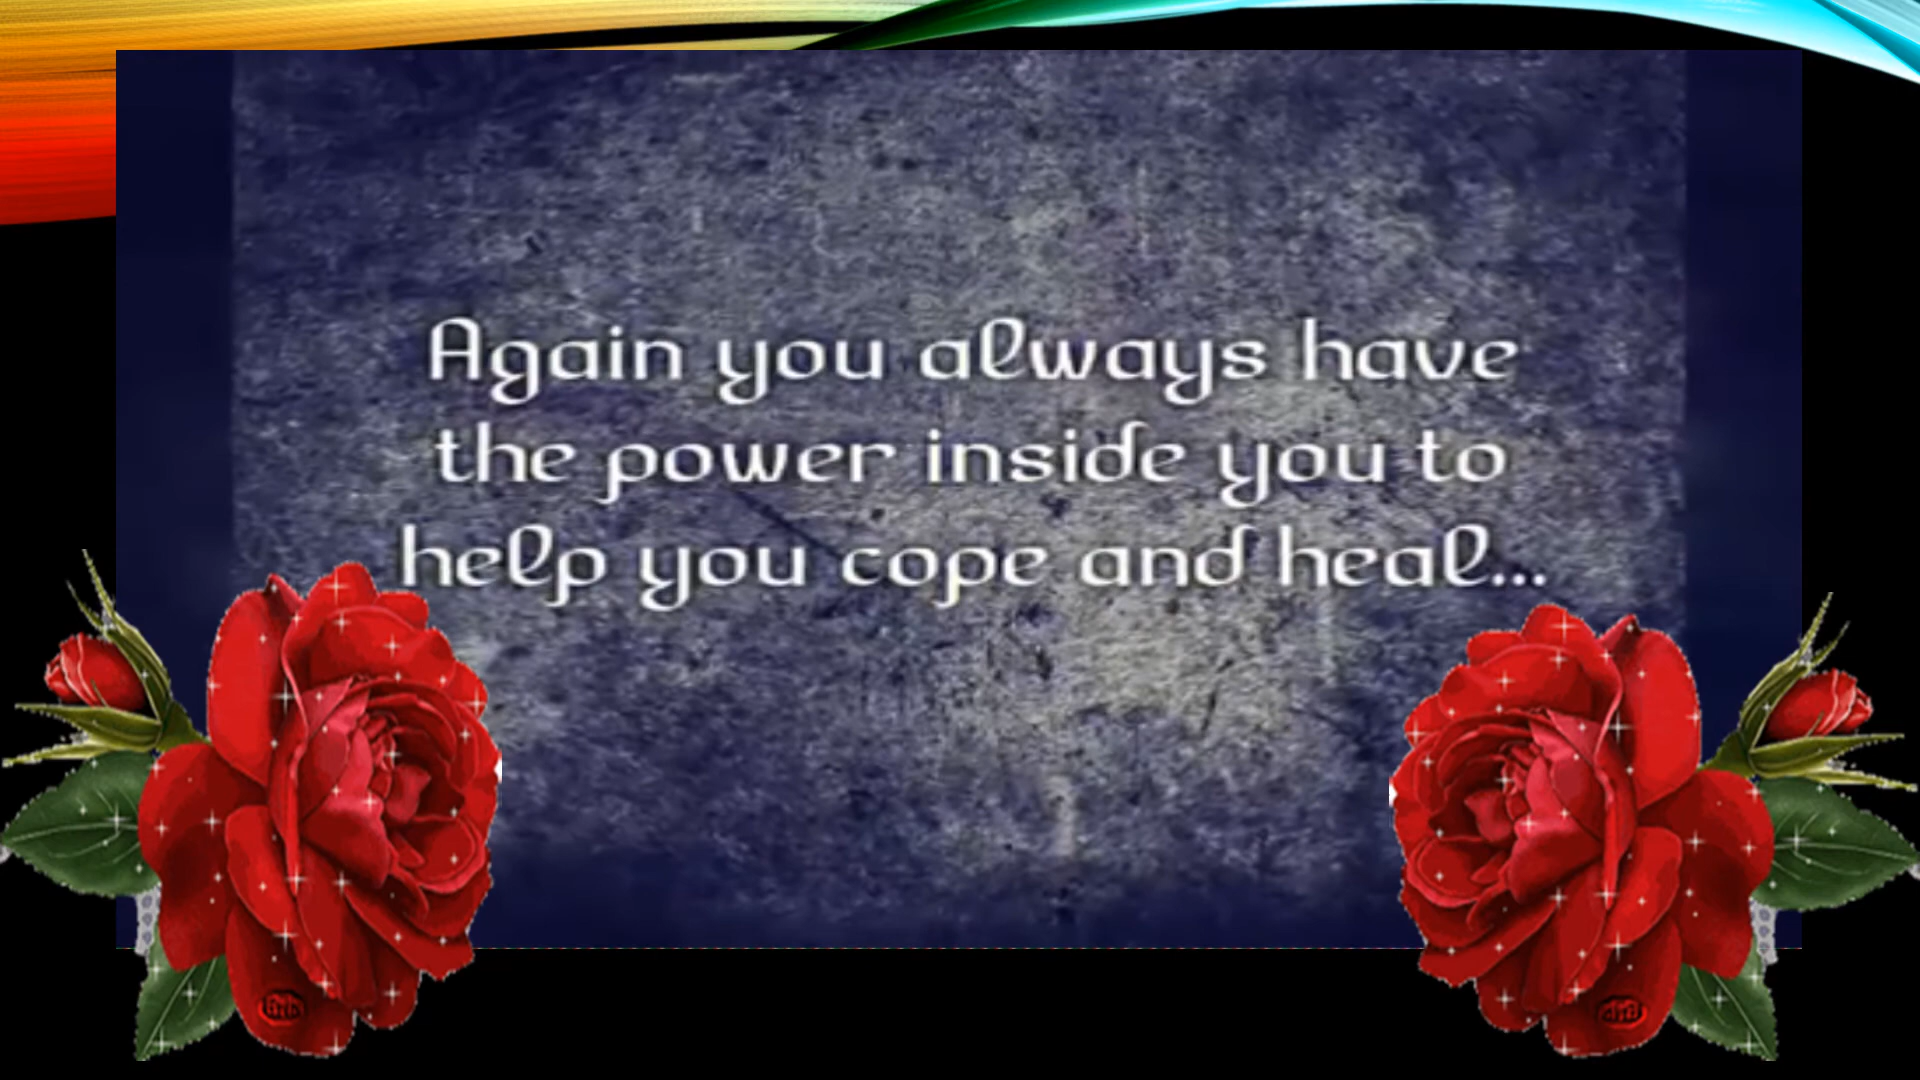 Again you always have
the power inside you to
help you cope and heal...